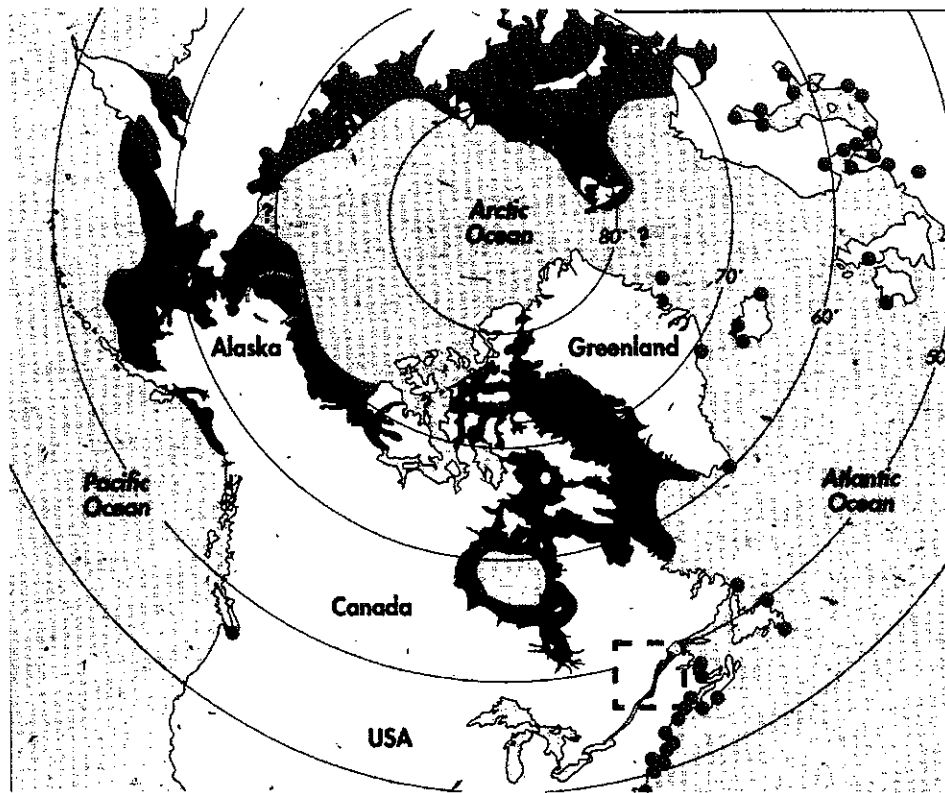 Arctic
Ocean
80°
?
?
70°
60°
50°
Alaska
Greenland
Pacific
Ocean
Atlantic
Ocean
Canada
USA